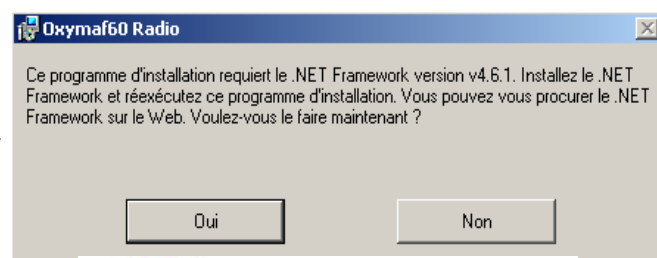 Oxymaf60 Radio
Ce programme d'installation requiert le .NET Framework version v4.6.1. Installez le .NET
Framework et réexécutez ce programme d'installation. Vous pouvez vous procurer le .NET
Framework sur le Web. Voulez-vous le faire maintenant ?
Oui
Non